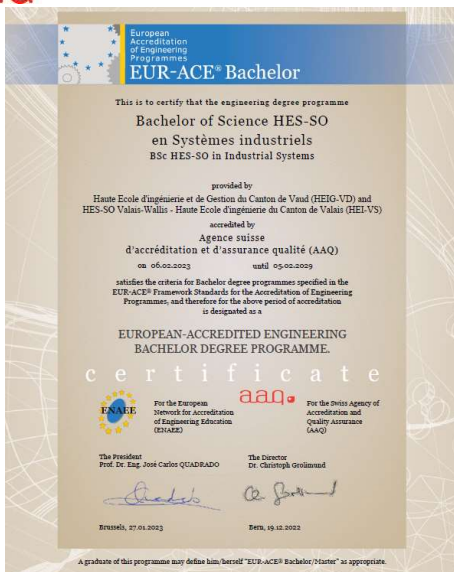 European
Accreditation
of Engineering
Programmes
EUR-ACE® Bachelor
This is to certify that the engineering degree programme
Bachelor of Science HES-SO
en Systèmes industriels
BSc HES-SO in Industrial Systems
provided by
Haute Ecole d'ingénierie et de Gestion du Canton de Vaud (HEIG-VD) and
HES-SO Valais-Wallis - Haute Ecole d'ingénierie du Canton de Valais (HEI-VS)
accredited by
Agence suisse
d'accréditation et d'assurance qualité (AAQ)
on 06.02.2023 until 05.02.2029
satisfies the criteria for Bachelor degree programmes specified in the
EUR-ACE® Framework Standards for the Accreditation of Engineering
Programmes, and therefore for the above period of accreditation
is designated as a
EUROPEAN-ACCREDITED ENGINEERING
BACHELOR DEGREE PROGRAMME.
certificate
ENAEE
For the European
Network for Accreditation
of Engineering Education
(ENAEE)
aaq.
For the Swiss Agency of
Accreditation and
Quality Assurance
(AAQ)
The President
Prof. Dr. Eng. José Carlos QUADRADO
The Director
Dr. Christoph Grolimund
Brussels, 27.01.2023
Bern, 19.12.2022
A graduate of this programme may define him/herself "EUR-ACE® Bachelor/Master" as appropriate.